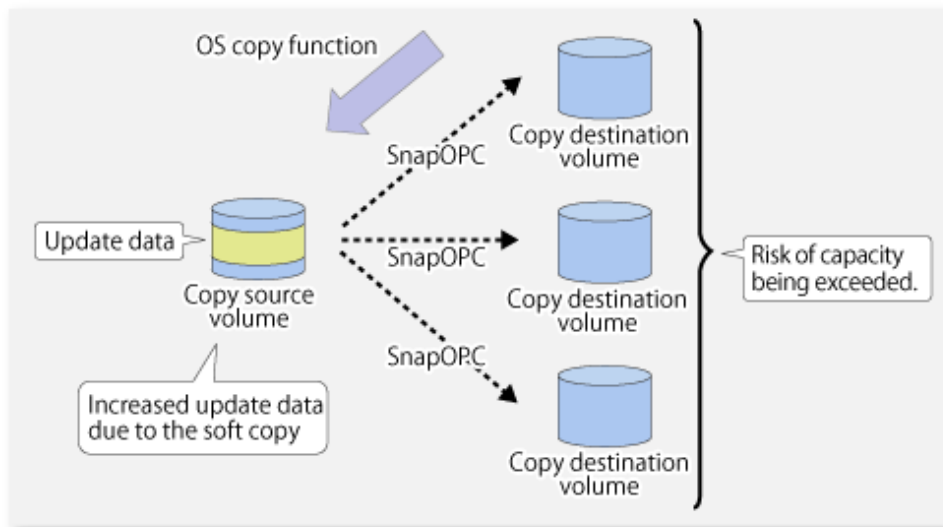 OS copy function
SnapOPC
Copy destination
volume
Update data
SnapOPC
Copy source
volume
Copy destination
volume
Risk of capacity
being exceeded.
SnapOPC
Increased update data
due to the soft copy
Copy destination
volume